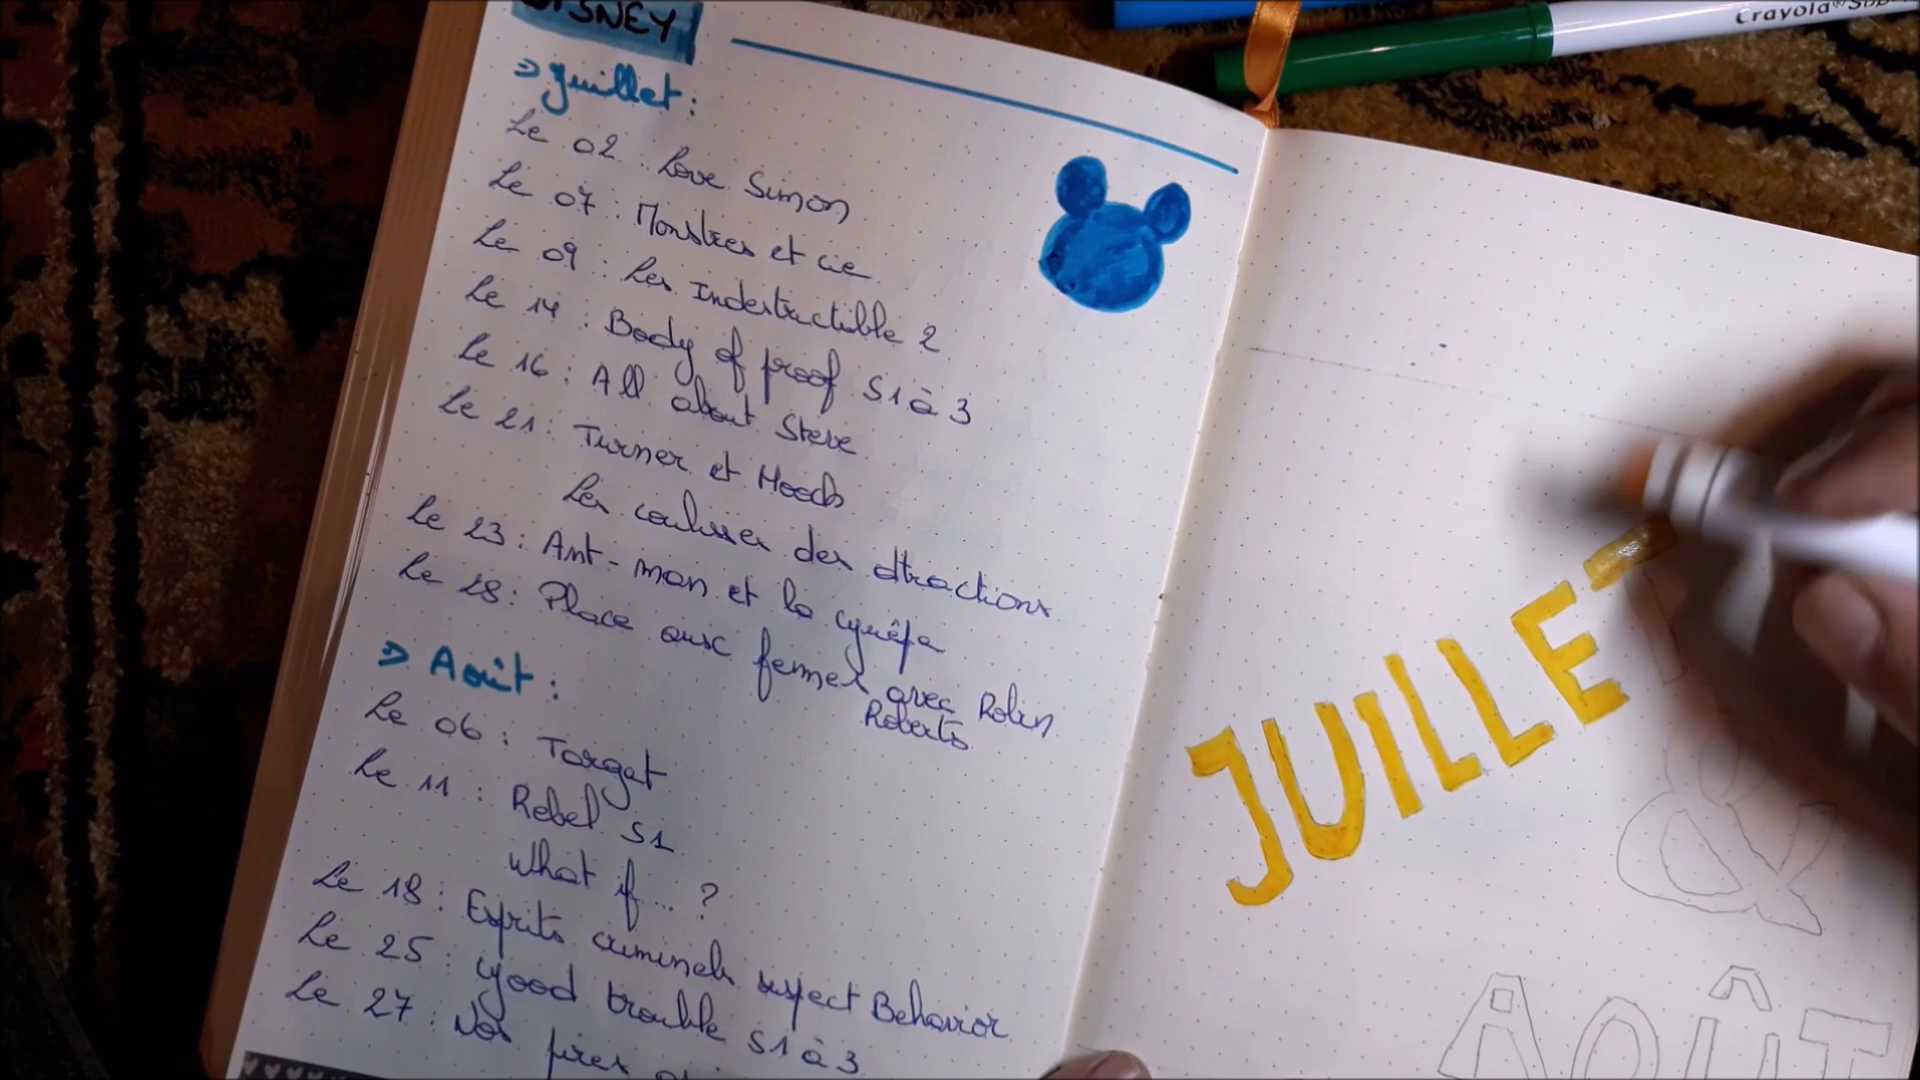 DISNEY
⇒ Juillet :
Le 02 : Love Simon
Le 07 : Monstres et cie
Le 09 : Les Indestructible 2
Le 14 : Body of proof S1 à 3
Le 16 : All about Steve
Le 21 : Turner et Hooch
Les coulisses des attractions
Le 23 : Ant-man et la guêpe
Le 28 : Place aux femmes avec Robin
Roberts
⇒ Août :
Le 06 : Target
Le 11 : Rebel S1
What if... ?
Le 18 : Esprits criminels suspect Behavior
Le 25 : Good trouble S1 à 3
Le 27 : Nos pires
JUILLET
&
AOÛT
Crayola